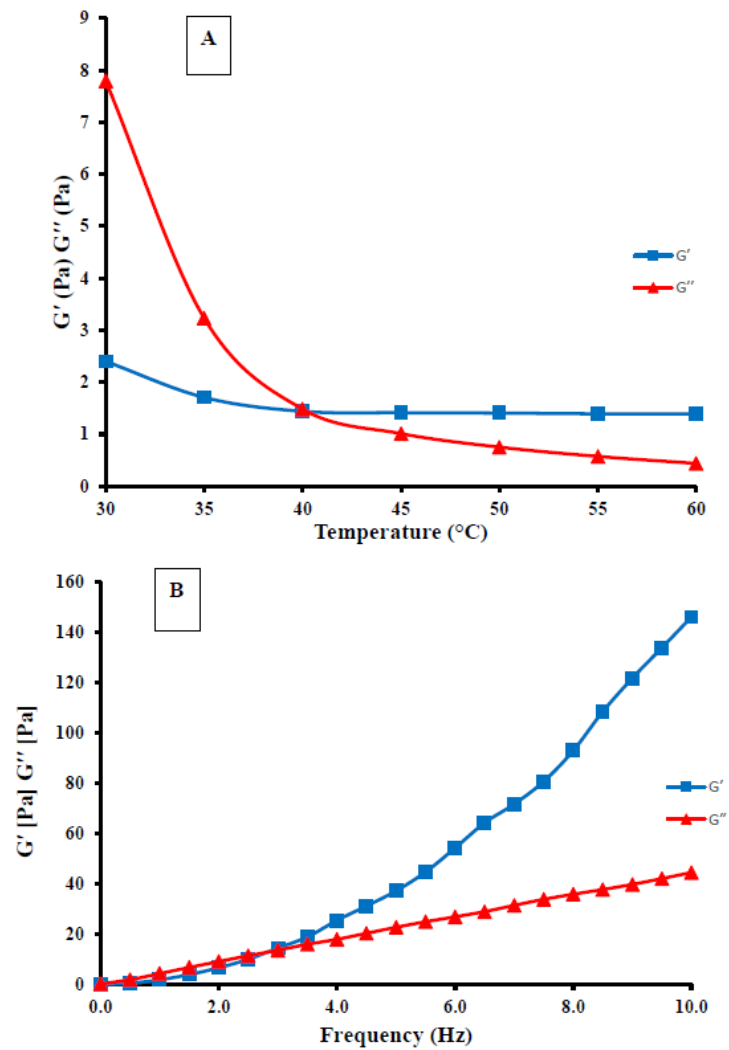 A
9
8
7
6
5
4
3
2
1
0
G′ (Pa) G′′ (Pa)
G′
G′′
30 35 40 45 50 55 60
Temperature (°C)
B
160
140
120
100
80
60
40
20
0
G′ [Pa] G′′ [Pa]
G′
G″
0.0 2.0 4.0 6.0 8.0 10.0
Frequency (Hz)